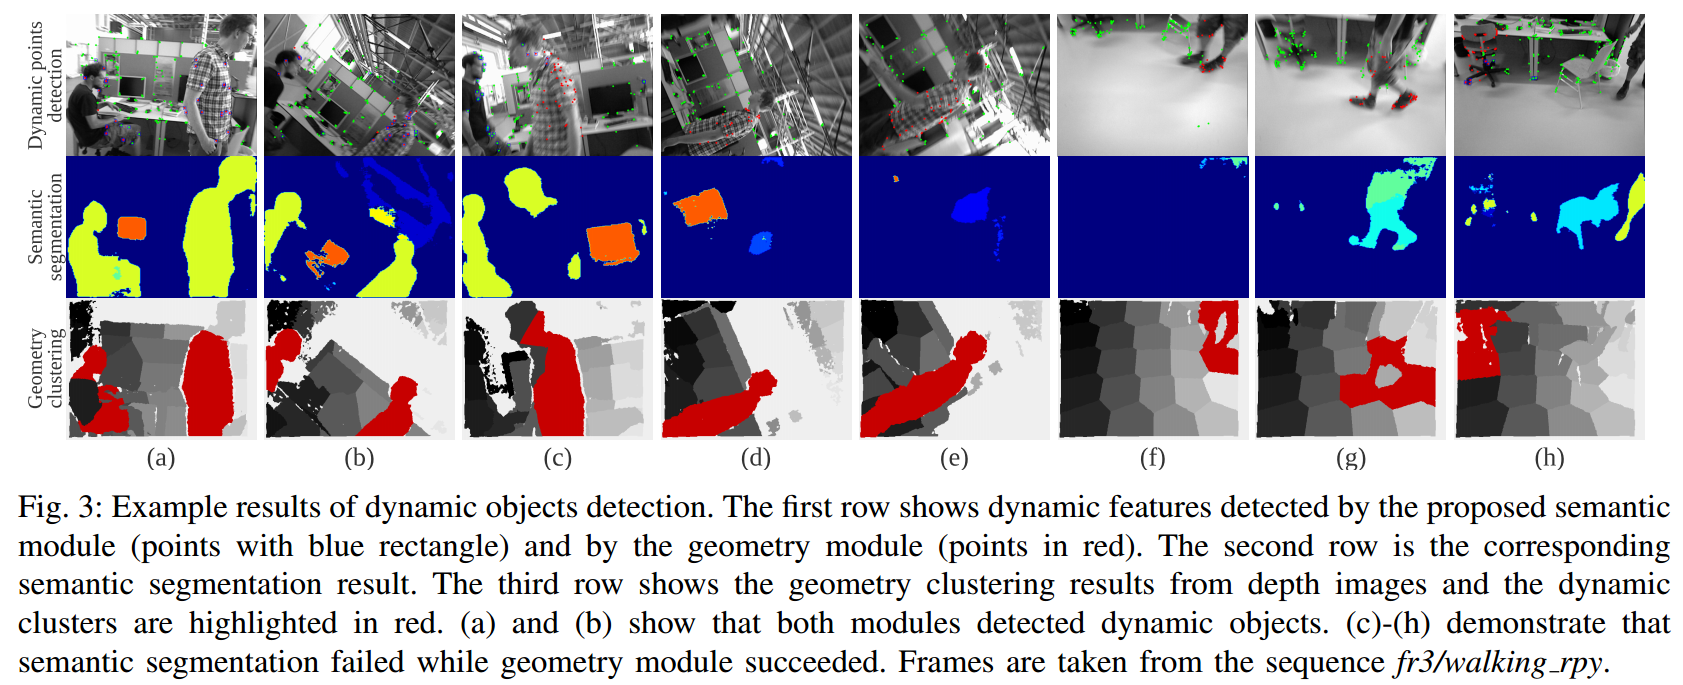 Dynamic points
detection
Semantic
segmentation
Geometry
clustering
(a) (b) (c) (d) (e) (f) (g) (h)
Fig. 3: Example results of dynamic objects detection. The first row shows dynamic features detected by the proposed semantic
module (points with blue rectangle) and by the geometry module (points in red). The second row is the corresponding
semantic segmentation result. The third row shows the geometry clustering results from depth images and the dynamic
clusters are highlighted in red. (a) and (b) show that both modules detected dynamic objects. (c)-(h) demonstrate that
semantic segmentation failed while geometry module succeeded. Frames are taken from the sequence fr3/walking_rpy.